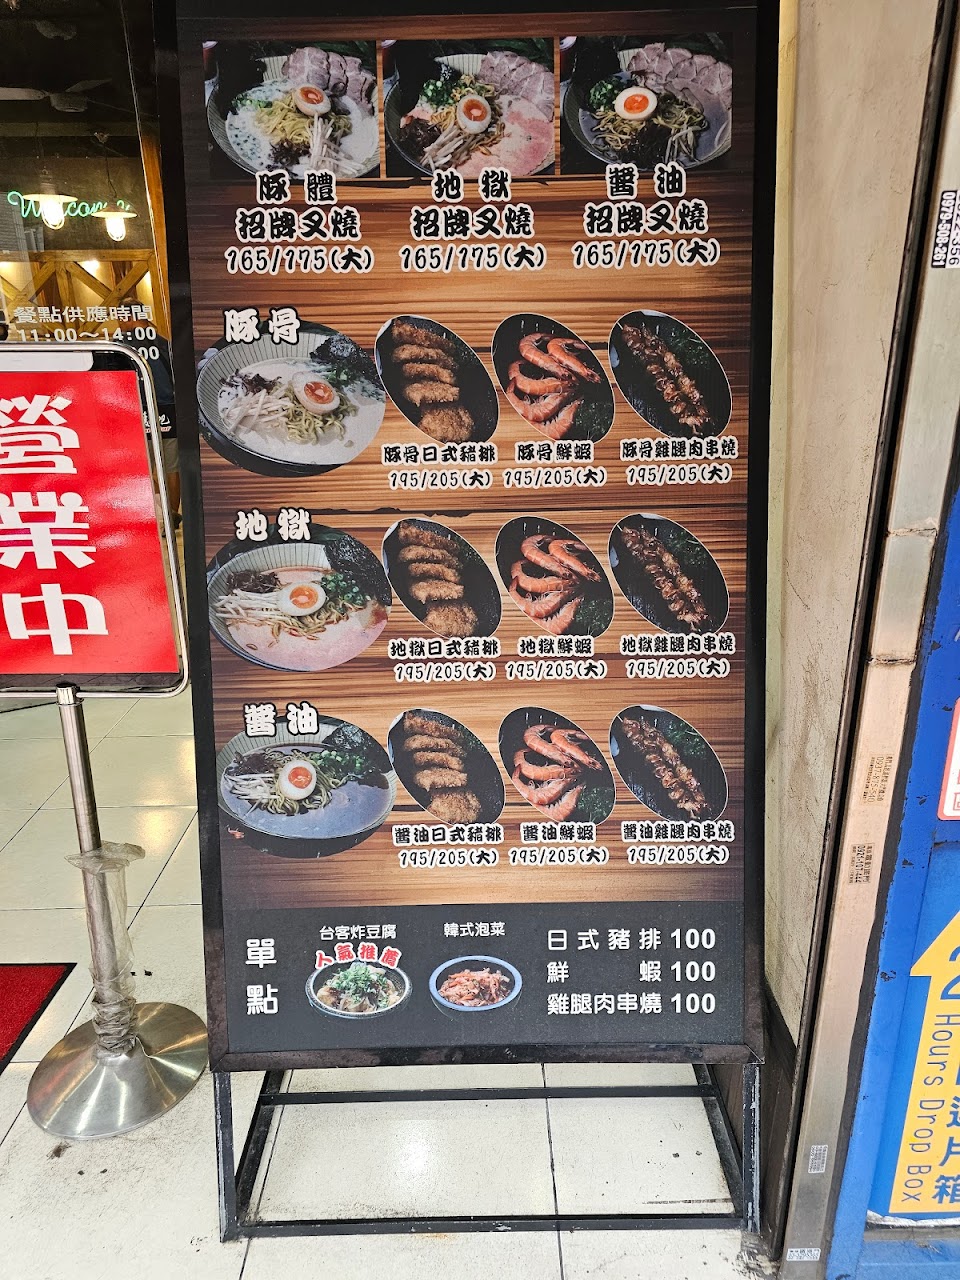 Welcome
餐點供應時間
11:00～14:00
營業中
豚體
招牌叉燒
165/175(大)
地獄
招牌叉燒
165/175(大)
醬油
招牌叉燒
165/175(大)
豚骨
豚骨日式豬排
195/205(大)
豚骨鮮蝦
195/205(大)
豚骨雞腿肉串燒
195/205(大)
地獄
地獄日式豬排
195/205(大)
地獄鮮蝦
195/205(大)
地獄雞腿肉串燒
195/205(大)
醬油
醬油日式豬排
195/205(大)
醬油鮮蝦
195/205(大)
醬油雞腿肉串燒
195/205(大)
單點
台客炸豆腐
人氣推薦
韓式泡菜
日式豬排 100
鮮蝦 100
雞腿肉串燒 100
0979-508-261
Hours Drop Box
片箱